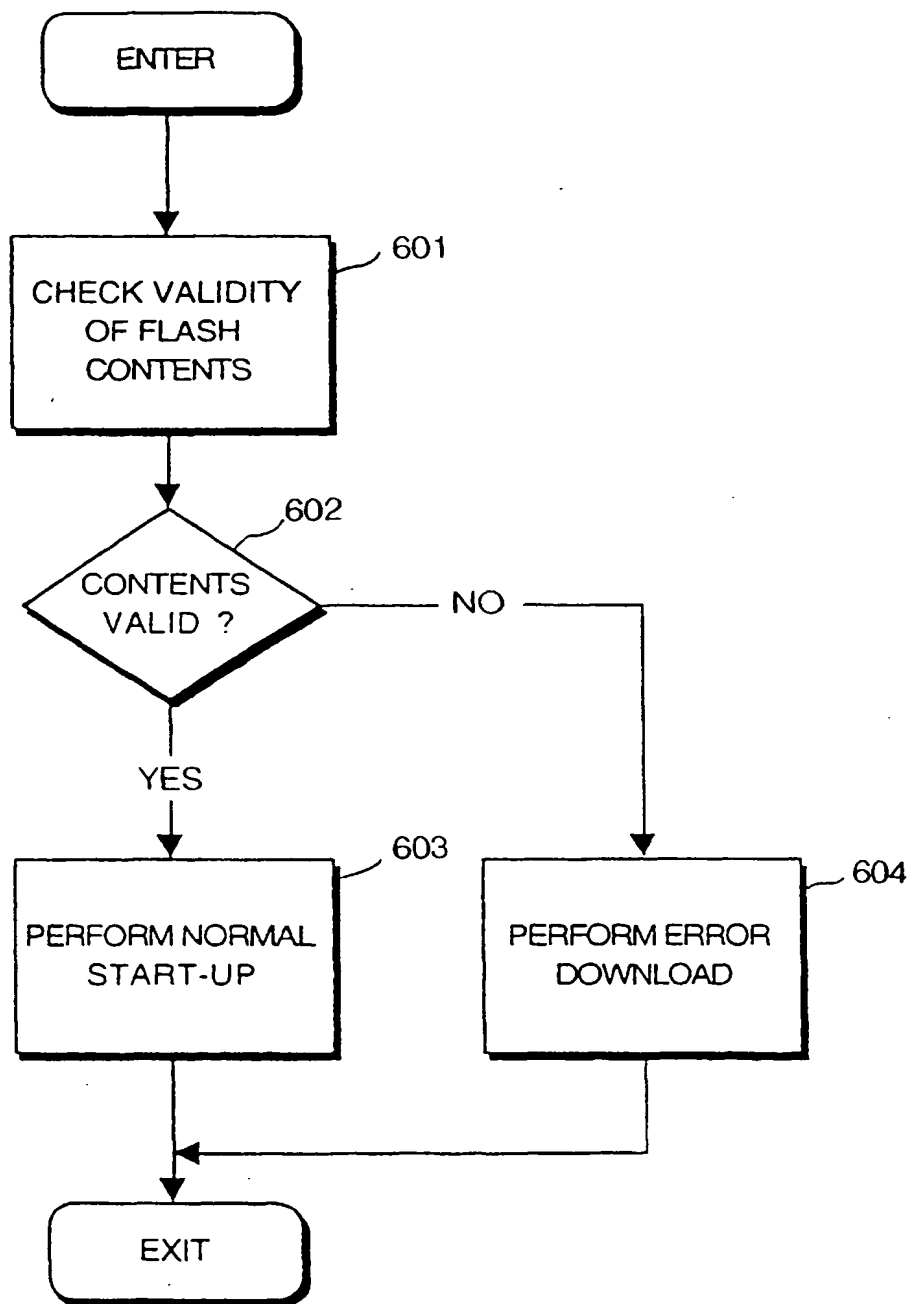 ENTER
601
CHECK VALIDITY
OF FLASH
CONTENTS
602
CONTENTS
VALID ?
NO
YES
603
PERFORM NORMAL
START-UP
604
PERFORM ERROR
DOWNLOAD
EXIT